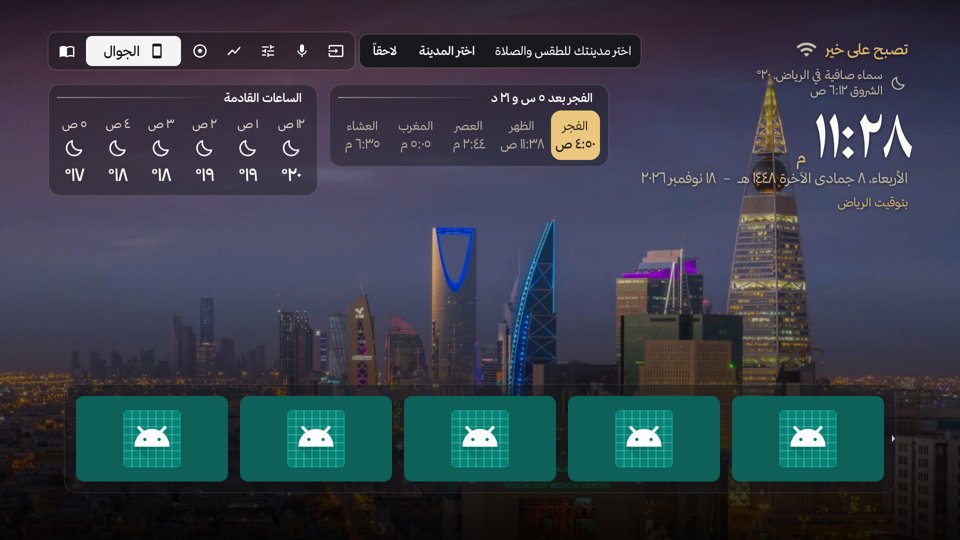 تصبح على خير
سماء صافية في الرياض، ٢٠°
الشروق ٦:١٢ ص
١١:٢٨ م
الأربعاء، ٨ جمادى الآخرة ١٤٤٨ هـ – ١٨ نوفمبر ٢٠٢٦
بتوقيت الرياض
اختر مدينتك للطقس والصلاة
اختر المدينة
لاحقاً
الجوال
الفجر بعد ٥ س و ٢١ د
الفجر الظهر العصر المغرب العشاء
٤:٥٠ ص ١١:٣٨ ص ٢:٤٤ م ٥:٠٥ م ٦:٣٥ م
الساعات القادمة
١٢ ص ١ ص ٢ ص ٣ ص ٤ ص ٥ ص
٢٠° ١٩° ١٩° ١٨° ١٨° ١٧°
SPECIALIZED MEDICAL CENTER